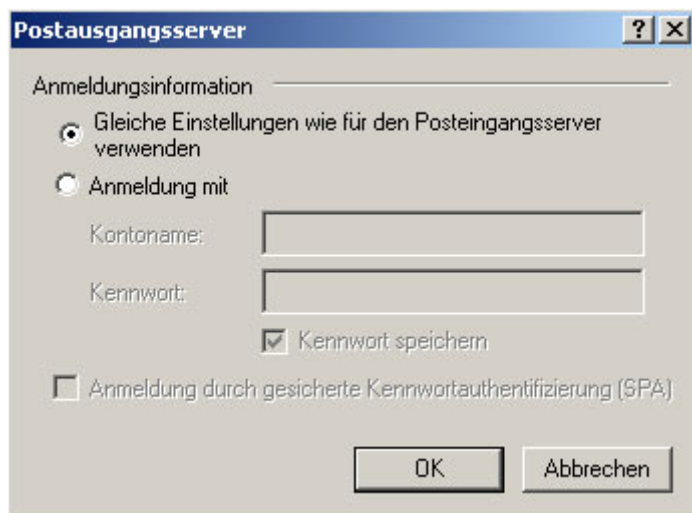 Postausgangsserver
Anmeldungsinformation
Gleiche Einstellungen wie für den Posteingangsserver
verwenden
Anmeldung mit
Kontoname:
Kennwort:
Kennwort speichern
Anmeldung durch gesicherte Kennwortauthentifizierung (SPA)
OK Abbrechen